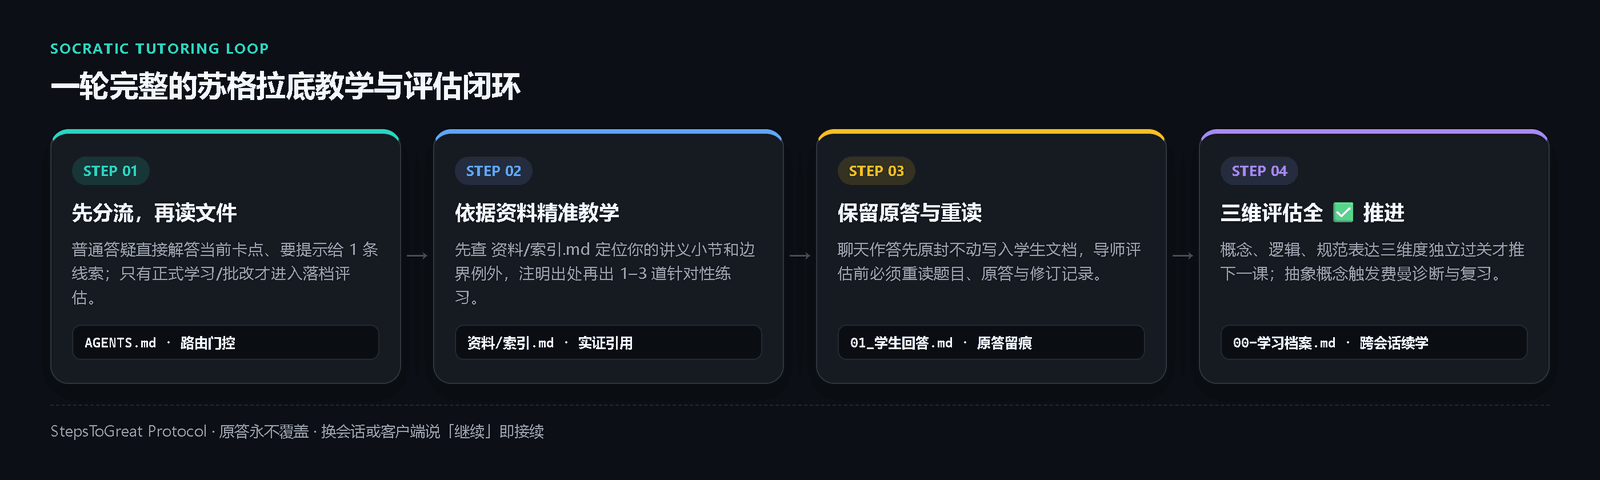 SOCRATIC TUTORING LOOP
一轮完整的苏格拉底教学与评估闭环
STEP 01
先分流，再读文件
普通答疑直接解答当前卡点、要提示给 1 条
线索；只有正式学习/批改才进入落档评
估。
AGENTS.md · 路由门控
→
STEP 02
依据资料精准教学
先查 资料/索引.md 定位你的讲义小节和边
界例外，注明出处再出 1–3 道针对性练
习。
资料/索引.md · 实证引用
→
STEP 03
保留原答与重读
聊天作答先原封不动写入学生文档，导师评
估前必须重读题目、原答与修订记录。
01_学生回答.md · 原答留痕
→
STEP 04
三维评估全 ✅ 推进
概念、逻辑、规范表达三维度独立过关才推
下一课；抽象概念触发费曼诊断与复习。
00-学习档案.md · 跨会话续学
StepsToGreat Protocol · 原答永不覆盖 · 换会话或客户端说「继续」即接续